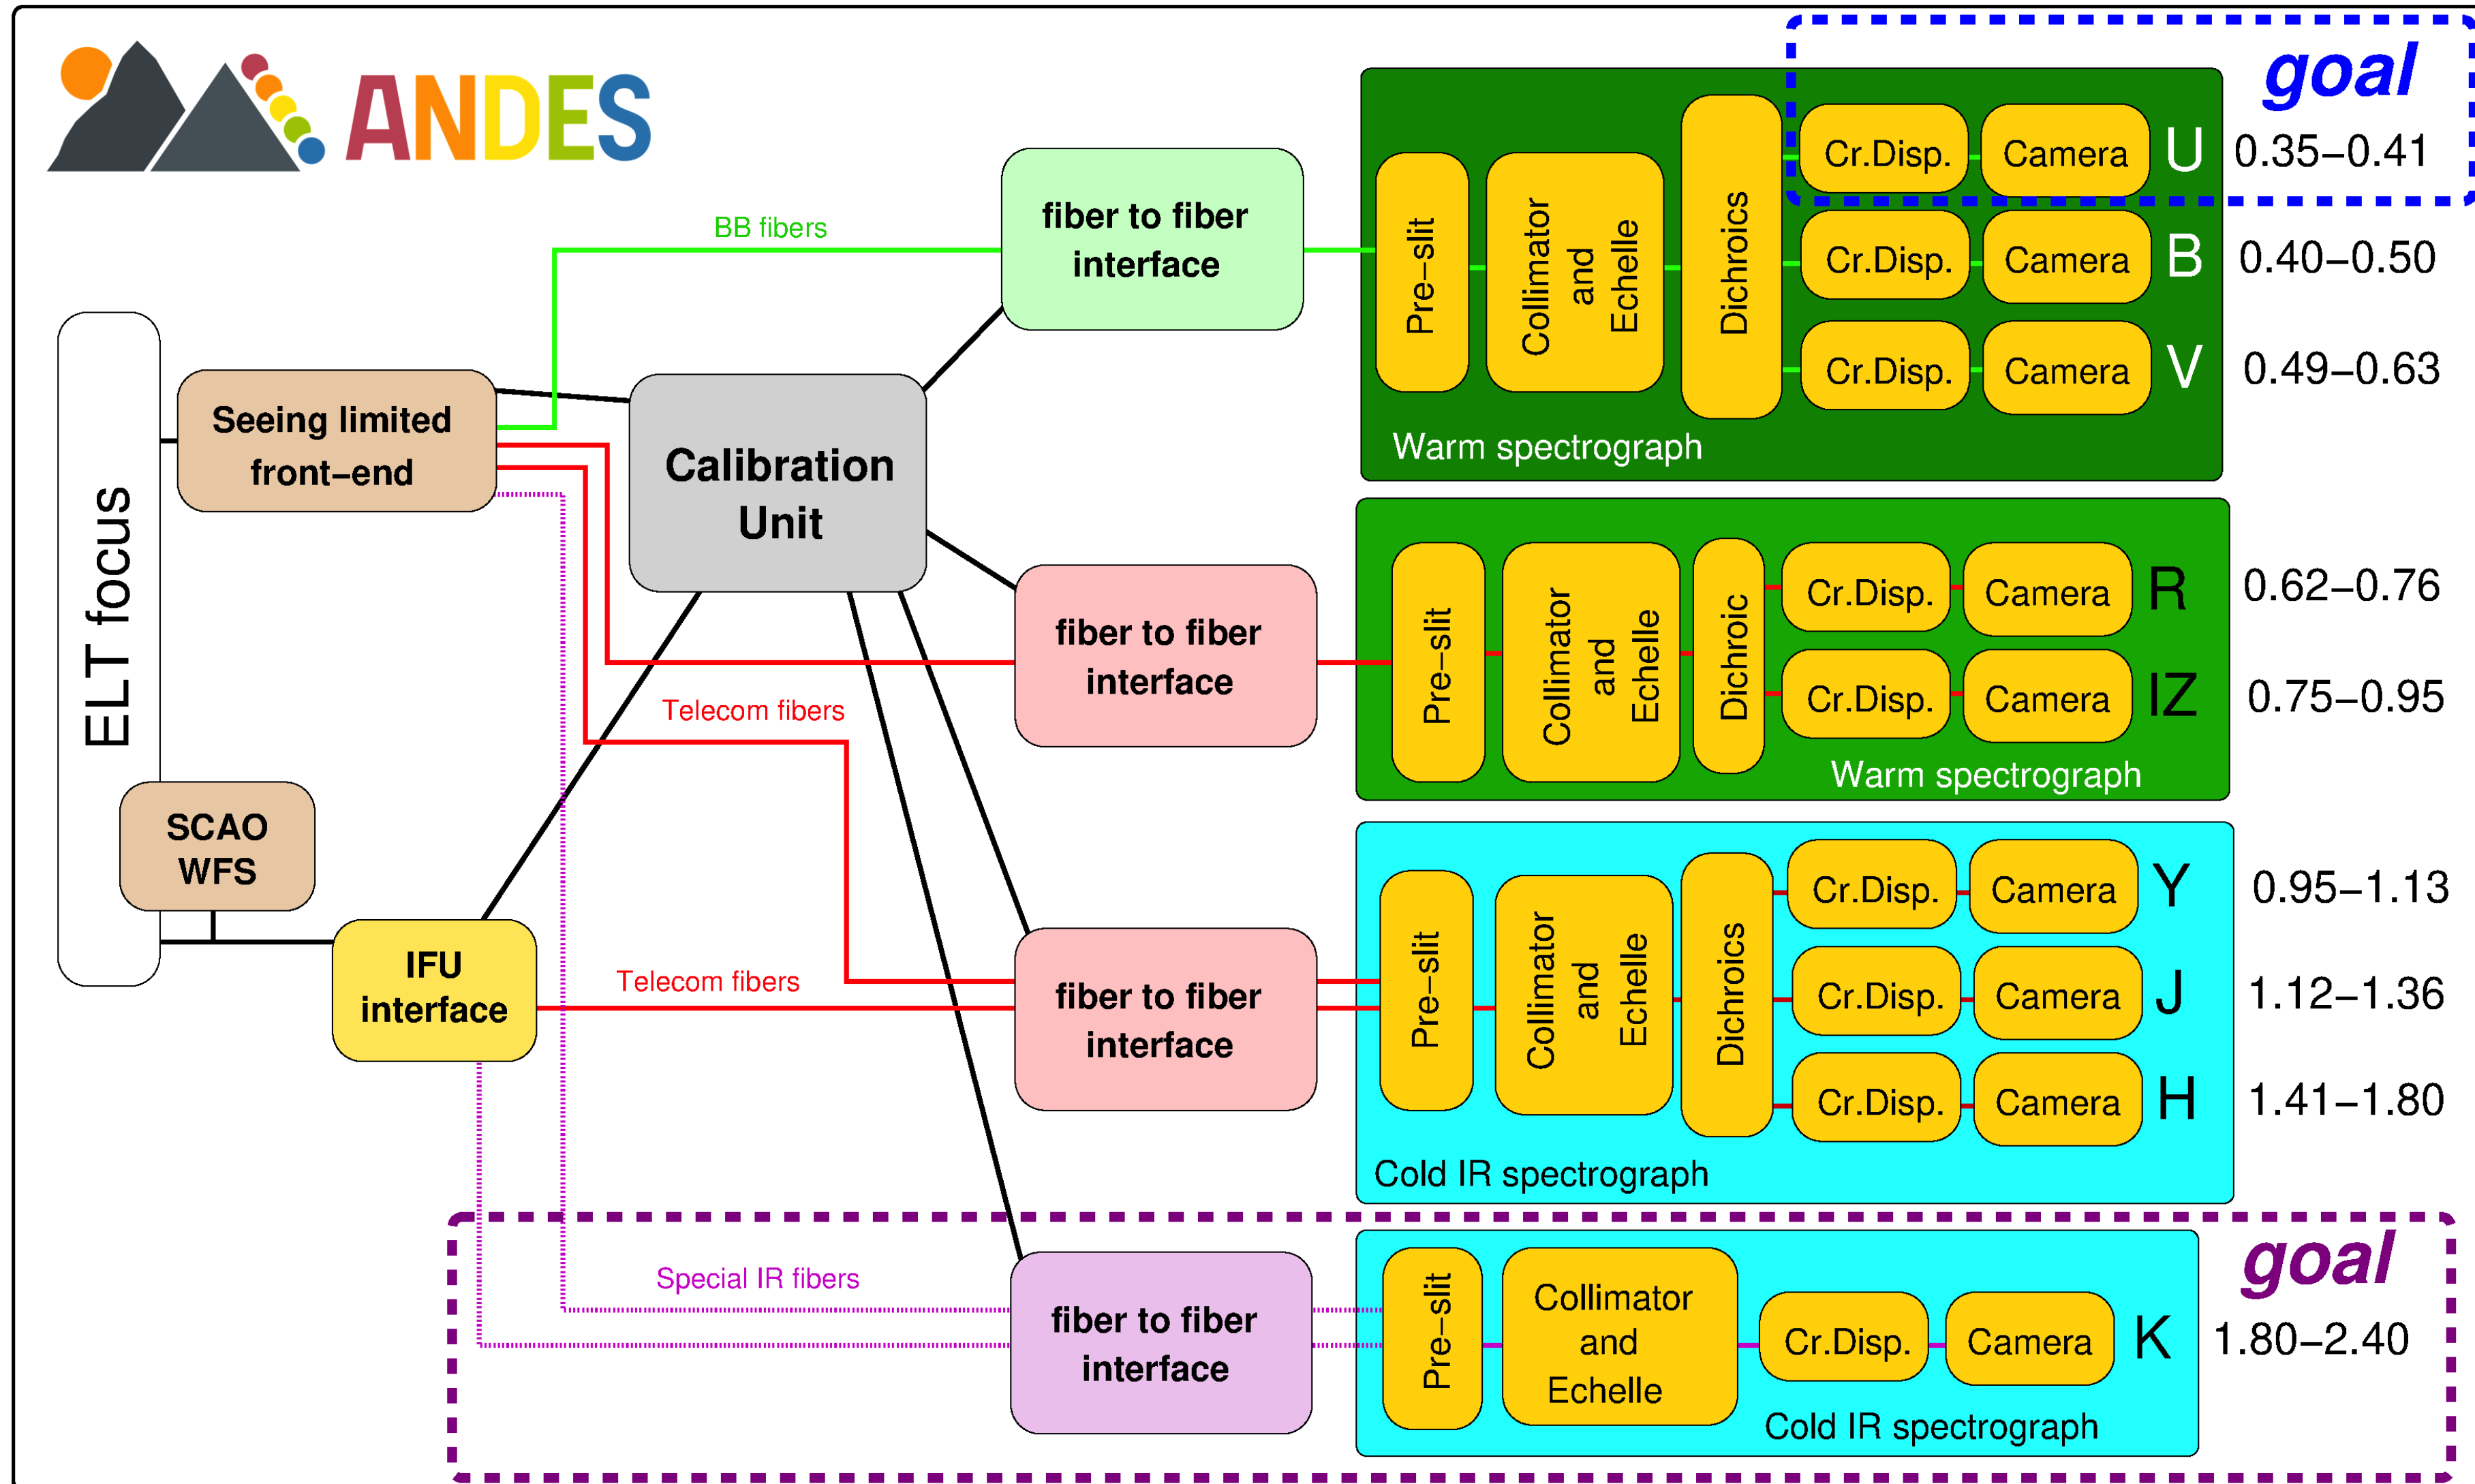 ANDES
goal
BB fibers
fiber to fiber
interface
Pre−slit
Collimator
and
Echelle
Dichroics
Cr.Disp.
Camera
U
0.35−0.41
Cr.Disp.
Camera
B
0.40−0.50
Cr.Disp.
Camera
V
0.49−0.63
Warm spectrograph
ELT focus
Seeing limited
front−end
Calibration
Unit
fiber to fiber
interface
Pre−slit
Collimator
and
Echelle
Dichroic
Cr.Disp.
Camera
R
0.62−0.76
Cr.Disp.
Camera
IZ
0.75−0.95
Warm spectrograph
Telecom fibers
SCAO
WFS
IFU
interface
Telecom fibers
fiber to fiber
interface
Pre−slit
Collimator
and
Echelle
Dichroics
Cr.Disp.
Camera
Y
0.95−1.13
Cr.Disp.
Camera
J
1.12−1.36
Cr.Disp.
Camera
H
1.41−1.80
Cold IR spectrograph
goal
Special IR fibers
fiber to fiber
interface
Pre−slit
Collimator
and
Echelle
Cr.Disp.
Camera
K
1.80−2.40
Cold IR spectrograph